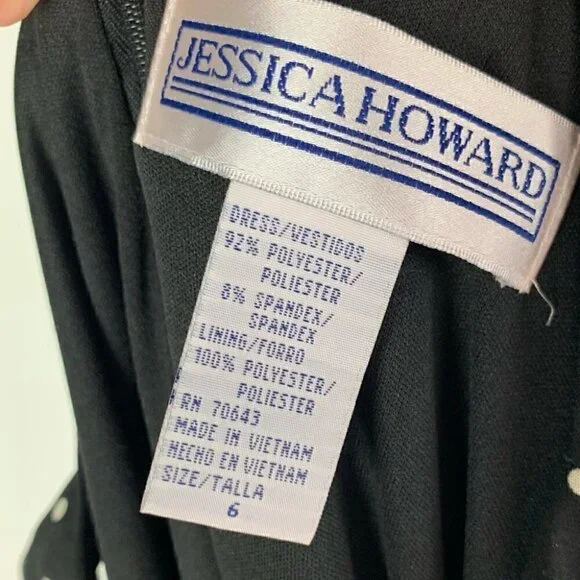 JESSICA HOWARD
DRESS/VESTIDOS
92% POLYESTER/
POLIESTER
8% SPANDEX/
SPANDEX
LINING/FORRO
100% POLYESTER/
POLIESTER
RN 70643
MADE IN VIETNAM
HECHO EN VIETNAM
SIZE/TALLA
6